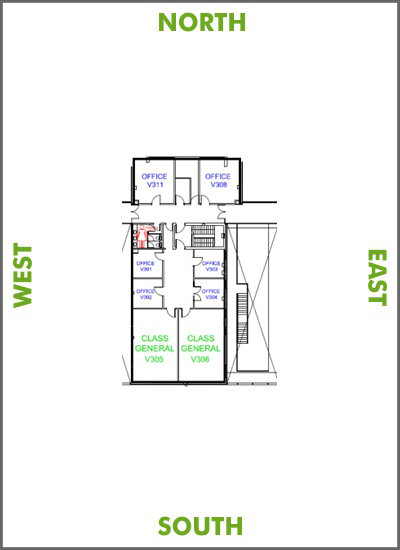 NORTH
OFFICE
V311
OFFICE
V308
WEST
EAST
OFFICE
V301
OFFICE
V303
OFFICE
V302
OFFICE
V304
CLASS
GENERAL
V305
CLASS
GENERAL
V306
SOUTH